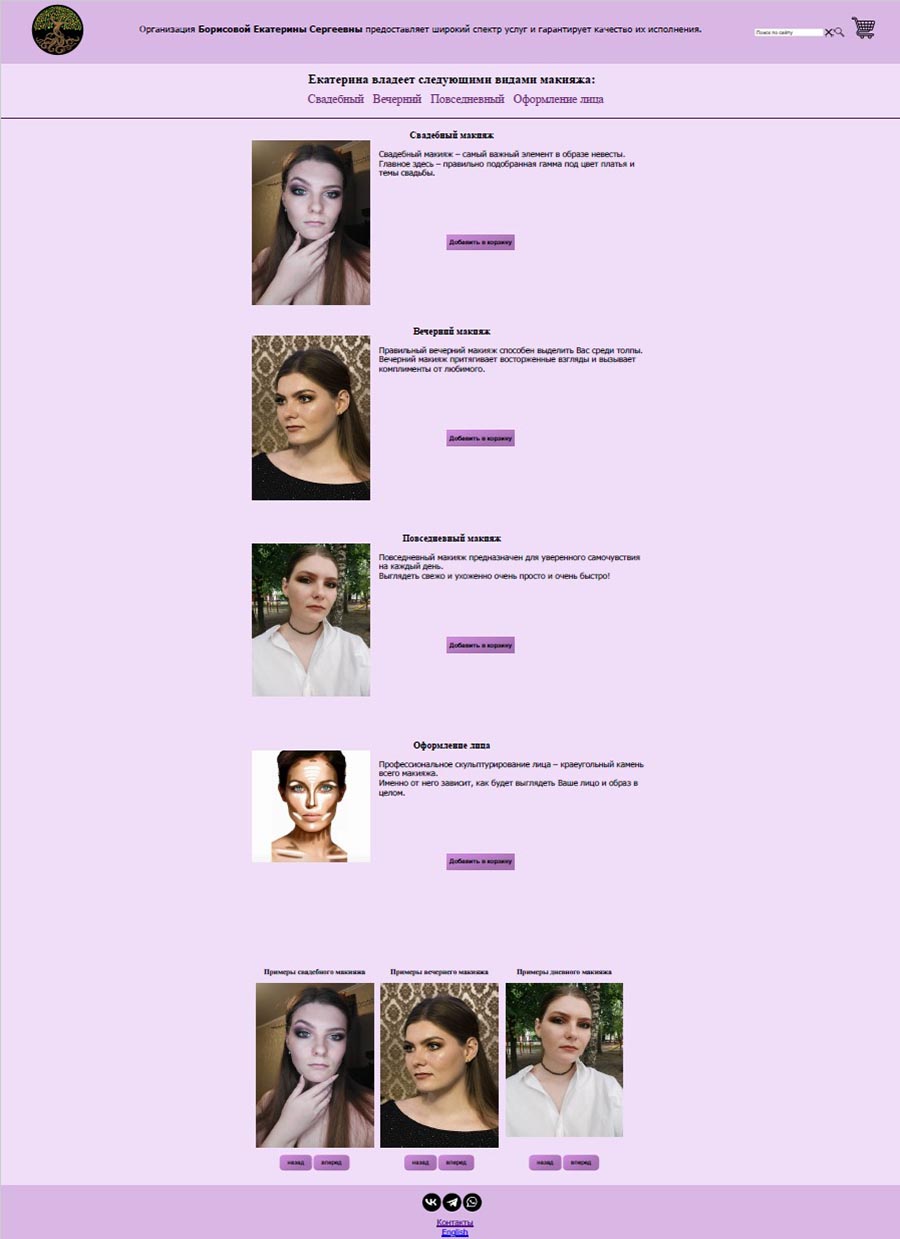 Организация Борисовой Екатерины Сергеевны предоставляет широкий спектр услуг и гарантирует качество их исполнения.
Поиск по сайту
Екатерина владеет следующими видами макияжа:
Свадебный Вечерний Повседневный Оформление лица
Свадебный макияж
Свадебный макияж – самый важный элемент в образе невесты.
Главное здесь – правильно подобранная гамма под цвет платья и
темы свадьбы.
Добавить в корзину
Вечерний макияж
Правильный вечерний макияж способен выделить Вас среди толпы.
Вечерний макияж притягивает восторженные взгляды и вызывает
комплименты от любимого.
Добавить в корзину
Повседневный макияж
Повседневный макияж предназначен для уверенного самочувствия
на каждый день.
Выглядеть свежо и ухоженно очень просто и очень быстро!
Добавить в корзину
Оформление лица
Профессиональное скульптурирование лица – краеугольный камень
всего макияжа.
Именно от него зависит, как будет выглядеть Ваше лицо и образ в
целом.
Добавить в корзину
Примеры свадебного макияжа Примеры вечернего макияжа Примеры дневного макияжа
назад вперед назад вперед назад вперед
Контакты
English